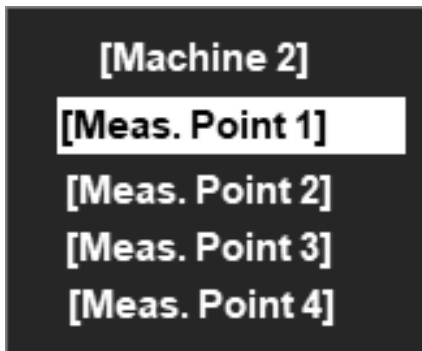 [Machine 2]
[Meas. Point 1]
[Meas. Point 2]
[Meas. Point 3]
[Meas. Point 4]